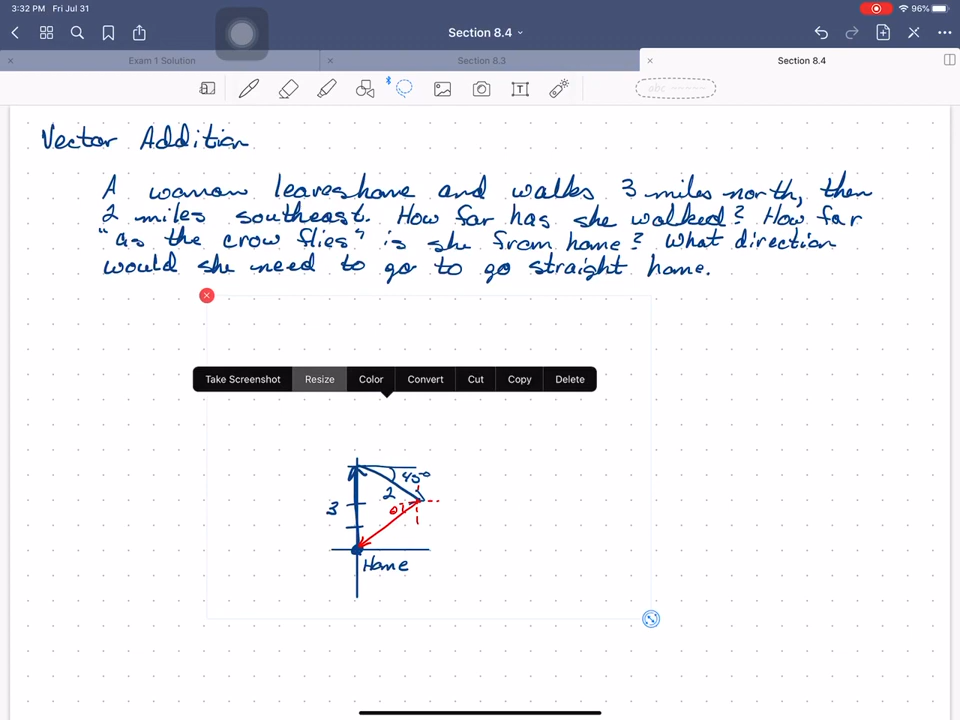 3:32 PM Fri Jul 31
96%
Section 8.4
Exam 1 Solution
Section 8.3
Section 8.4
T
abc
Vector Addition
A woman leaves home and walks 3 miles north, then
2 miles southeast. How far has she walked? How far
"as the crow flies" is she from home? What direction
would she need to go to go straight home.
Take Screenshot Resize Color Convert Cut Copy Delete
45°
2
3
θ
Home